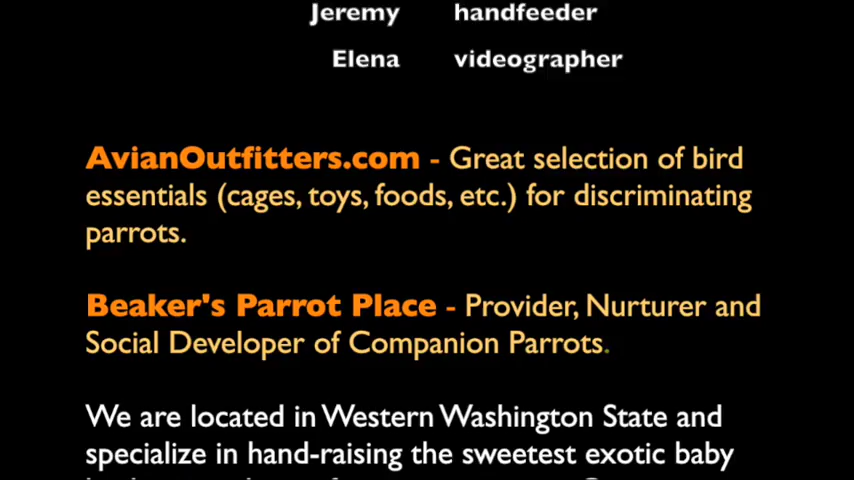 Jeremy handfeeder
Elena videographer
AvianOutfitters.com - Great selection of bird
essentials (cages, toys, foods, etc.) for discriminating
parrots.
Beaker's Parrot Place - Provider, Nurturer and
Social Developer of Companion Parrots.
We are located in Western Washington State and
specialize in hand-raising the sweetest exotic baby